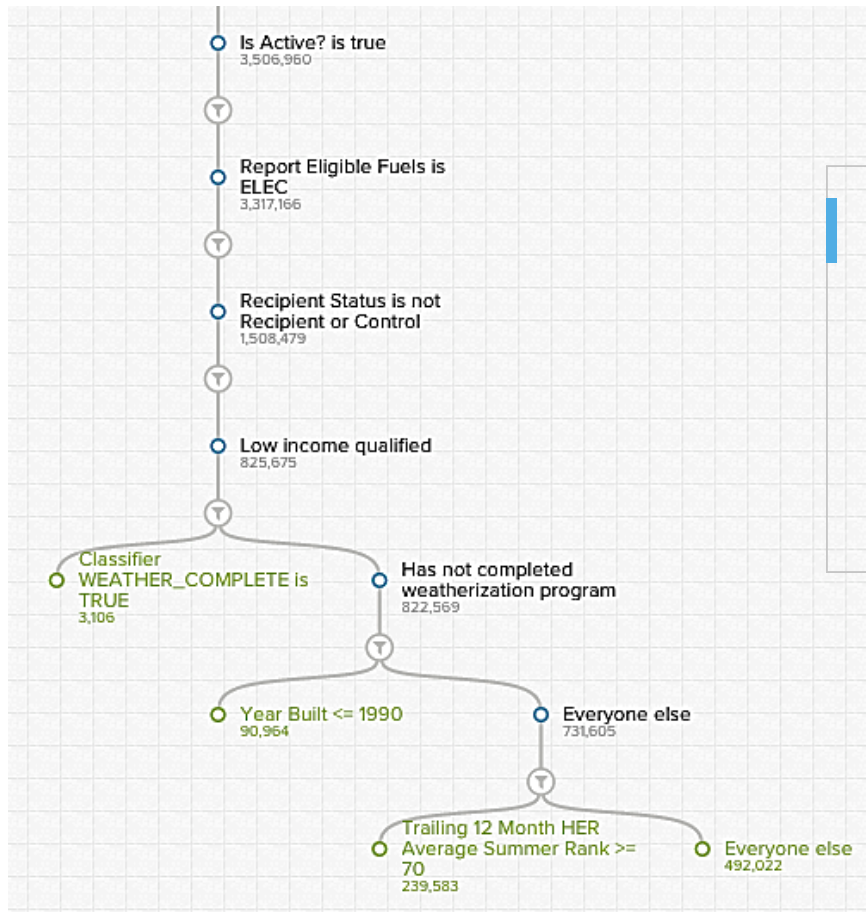 Is Active? is true
3,506,960
Report Eligible Fuels is
ELEC
3,317,166
Recipient Status is not
Recipient or Control
1,508,479
Low income qualified
825,675
Classifier
WEATHER_COMPLETE is
TRUE
3,106
Has not completed
weatherization program
822,569
Year Built <= 1990
90,964
Everyone else
731,605
Trailing 12 Month HER
Average Summer Rank >=
70
239,583
Everyone else
492,022